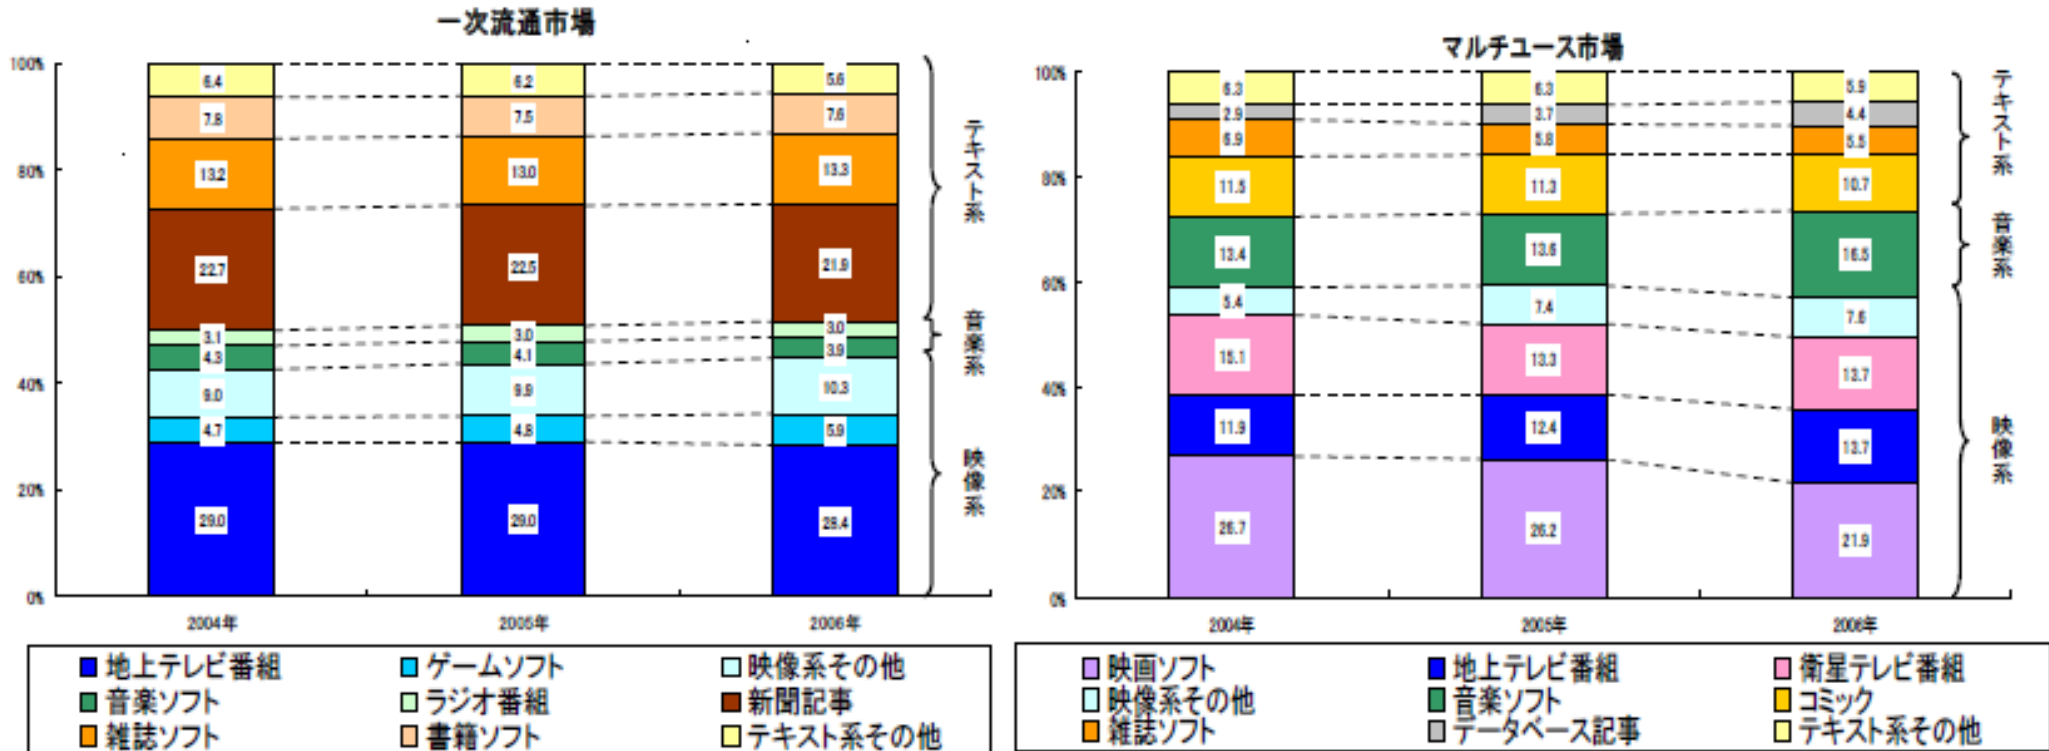 一次流通市場
100%
80%
60%
40%
20%
0%
6.4
7.8
13.2
22.7
3.1
4.3
9.0
4.7
29.0
6.2
7.5
13.0
22.5
3.0
4.1
9.9
4.8
29.0
5.6
7.6
13.3
21.9
3.0
3.9
10.3
5.9
28.4
テキスト系
音楽系
映像系
2004年
2005年
2006年
地上テレビ番組
ゲームソフト
映像系その他
音楽ソフト
ラジオ番組
新聞記事
雑誌ソフト
書籍ソフト
テキスト系その他
マルチユース市場
100%
80%
60%
40%
20%
0%
6.3
2.9
6.9
11.5
13.4
5.4
15.1
11.9
26.7
6.3
3.7
5.8
11.3
13.6
7.4
13.3
12.4
26.2
5.9
4.4
5.5
10.7
16.5
7.6
13.7
13.7
21.9
テキスト系
音楽系
映像系
2004年
2005年
2006年
映画ソフト
地上テレビ番組
衛星テレビ番組
映像系その他
音楽ソフト
コミック
雑誌ソフト
データベース記事
テキスト系その他